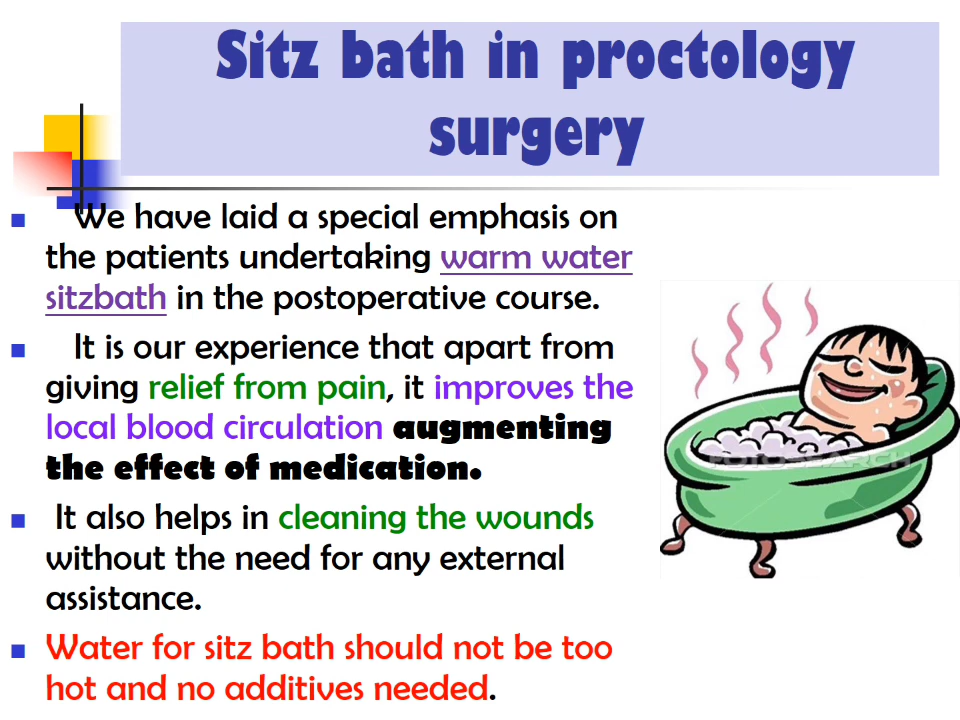 Sitz bath in proctology
surgery
We have laid a special emphasis on
the patients undertaking warm water
sitzbath in the postoperative course.
It is our experience that apart from
giving relief from pain, it improves the
local blood circulation augmenting
the effect of medication.
It also helps in cleaning the wounds
without the need for any external
assistance.
Water for sitz bath should not be too
hot and no additives needed.
FOTOSEARCH